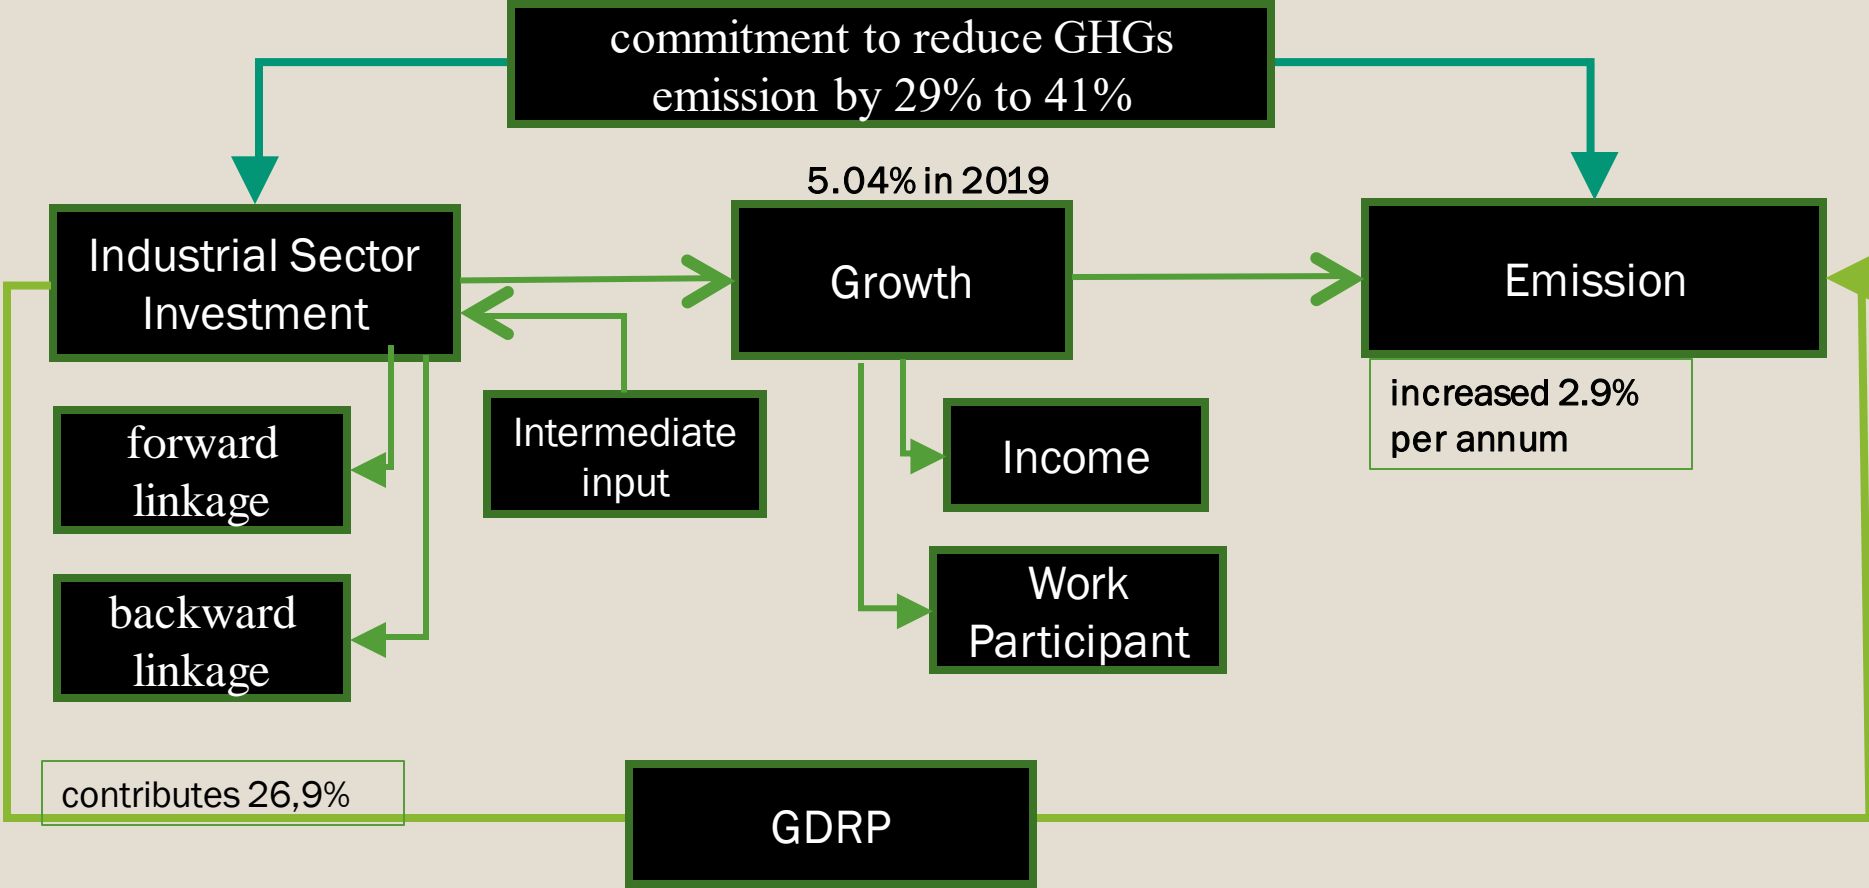 commitment to reduce GHGs
emission by 29% to 41%
5.04% in 2019
Industrial Sector
Investment
Growth
Emission
increased 2.9%
per annum
forward
linkage
Intermediate
input
Income
backward
linkage
Work
Participant
contributes 26,9%
GDRP